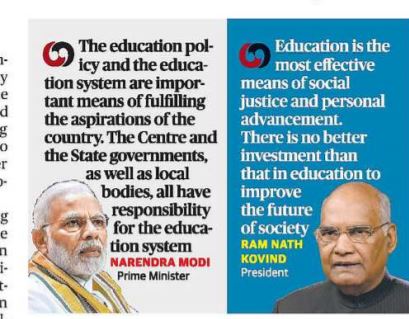 The education pol-
icy and the educa-
tion system are impor-
tant means of fulfilling
the aspirations of the
country. The Centre and
the State governments,
as well as local
bodies, all have
responsibility
for the educa-
tion system
NARENDRA MODI
Prime Minister
Education is the
most effective
means of social
justice and personal
advancement.
There is no better
investment than
that in education to
improve
the future
of society
RAM NATH
KOVIND
President